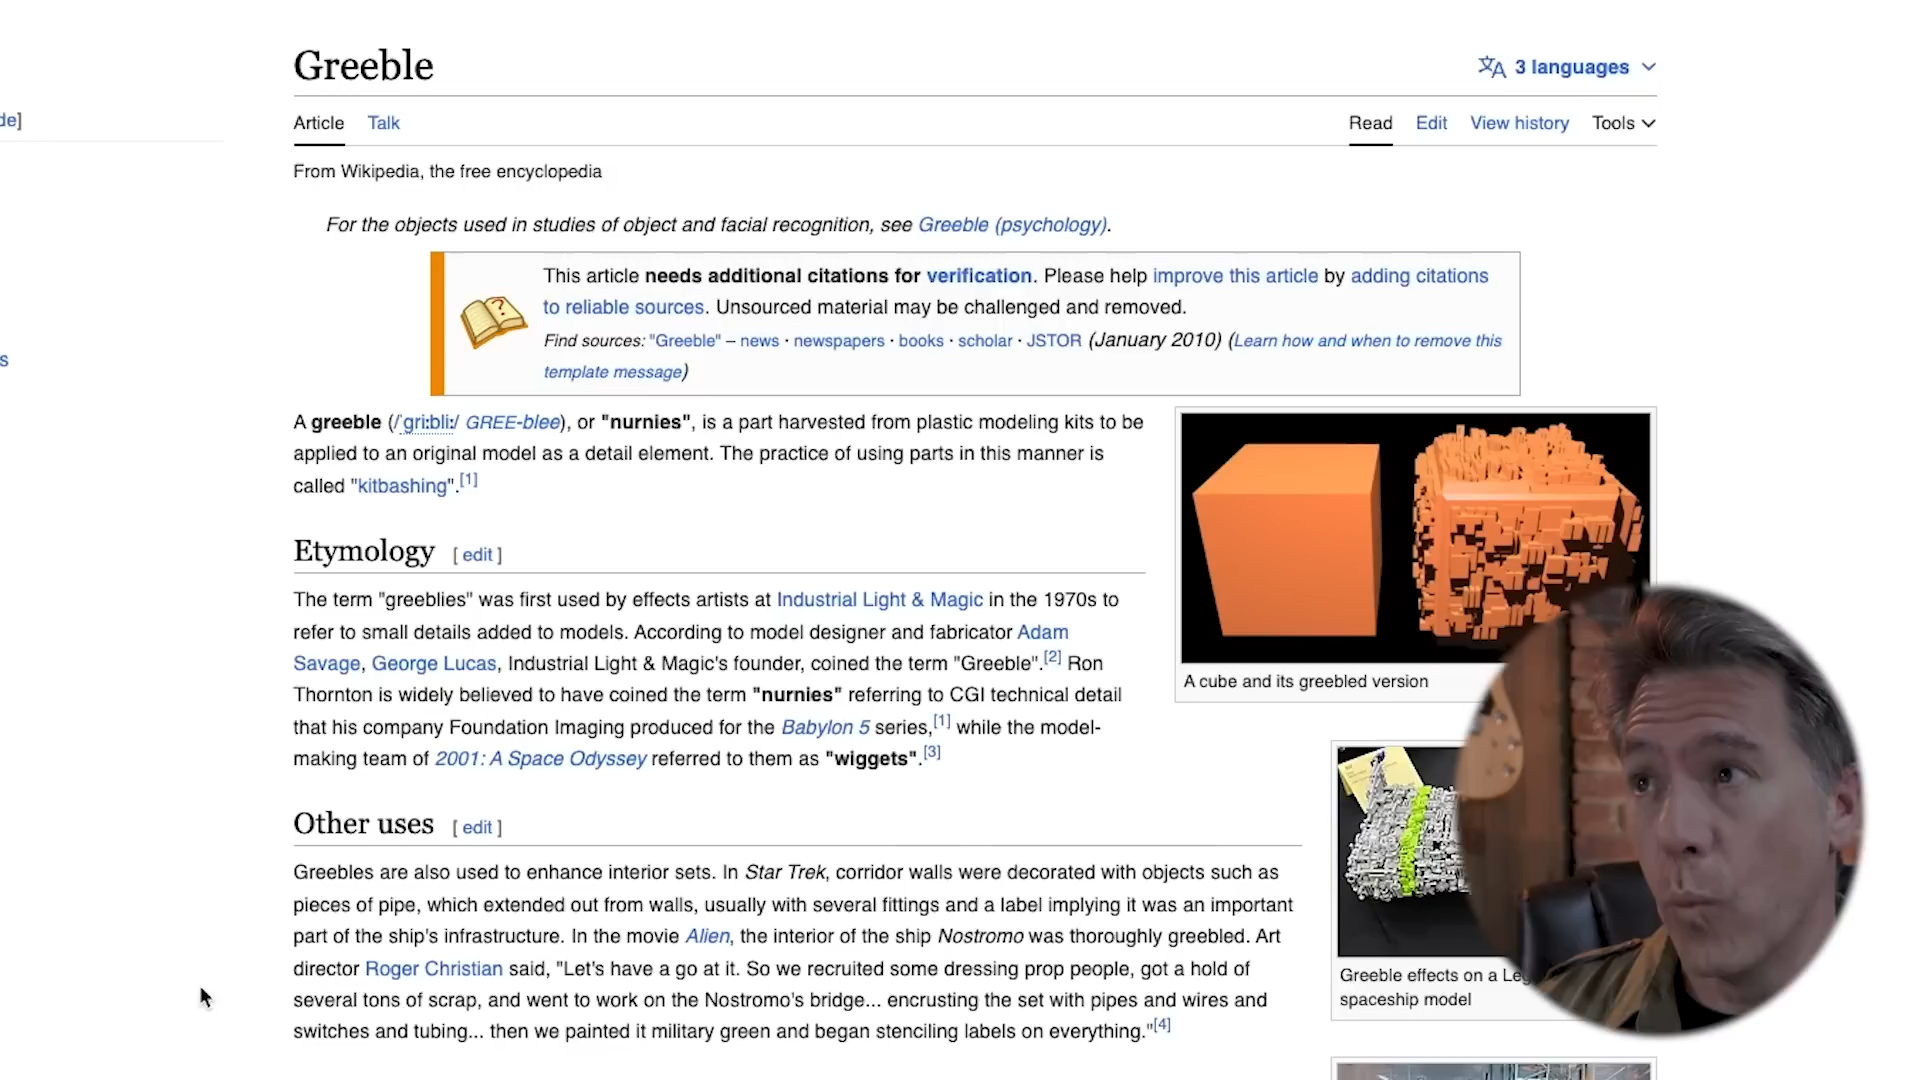 Greeble
3 languages
de]
Article Talk
Read Edit View history Tools
From Wikipedia, the free encyclopedia
For the objects used in studies of object and facial recognition, see Greeble (psychology).
This article needs additional citations for verification. Please help improve this article by adding citations
to reliable sources. Unsourced material may be challenged and removed.
Find sources: "Greeble" – news · newspapers · books · scholar · JSTOR (January 2010) (Learn how and when to remove this
template message)
s
A greeble (/ˈɡriːbliː/ GREE-blee), or "nurnies", is a part harvested from plastic modeling kits to be
applied to an original model as a detail element. The practice of using parts in this manner is
called "kitbashing".[1]
Etymology [ edit ]
The term "greeblies" was first used by effects artists at Industrial Light & Magic in the 1970s to
refer to small details added to models. According to model designer and fabricator Adam
Savage, George Lucas, Industrial Light & Magic's founder, coined the term "Greeble".[2] Ron
Thornton is widely believed to have coined the term "nurnies" referring to CGI technical detail
that his company Foundation Imaging produced for the Babylon 5 series,[1] while the model-
making team of 2001: A Space Odyssey referred to them as "wiggets".[3]
A cube and its greebled version
Other uses [ edit ]
Greebles are also used to enhance interior sets. In Star Trek, corridor walls were decorated with objects such as
pieces of pipe, which extended out from walls, usually with several fittings and a label implying it was an important
part of the ship's infrastructure. In the movie Alien, the interior of the ship Nostromo was thoroughly greebled. Art
director Roger Christian said, "Let's have a go at it. So we recruited some dressing prop people, got a hold of
several tons of scrap, and went to work on the Nostromo's bridge... encrusting the set with pipes and wires and
switches and tubing... then we painted it military green and began stenciling labels on everything."[4]
Greeble effects on a Le
spaceship model